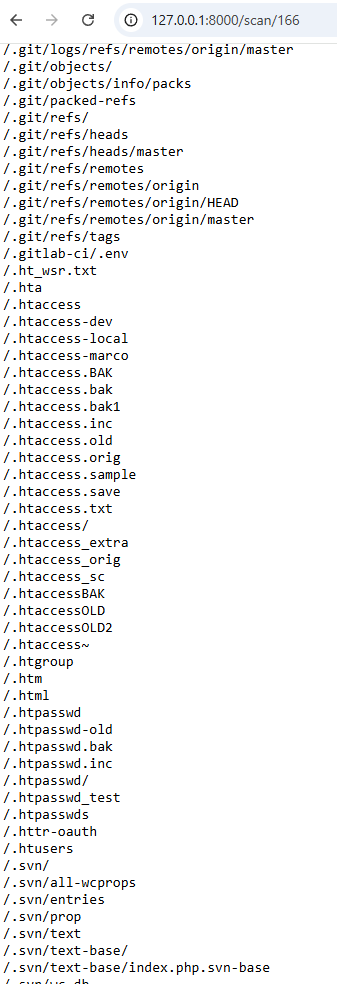 127.0.0.1:8000/scan/166
/.git/logs/refs/remotes/origin/master
/.git/objects/
/.git/objects/info/packs
/.git/packed-refs
/.git/refs/
/.git/refs/heads
/.git/refs/heads/master
/.git/refs/remotes
/.git/refs/remotes/origin
/.git/refs/remotes/origin/HEAD
/.git/refs/remotes/origin/master
/.git/refs/tags
/.gitlab-ci/.env
/.ht_wsr.txt
/.hta
/.htaccess
/.htaccess-dev
/.htaccess-local
/.htaccess-marco
/.htaccess.BAK
/.htaccess.bak
/.htaccess.bak1
/.htaccess.inc
/.htaccess.old
/.htaccess.orig
/.htaccess.sample
/.htaccess.save
/.htaccess.txt
/.htaccess/
/.htaccess_extra
/.htaccess_orig
/.htaccess_sc
/.htaccessBAK
/.htaccessOLD
/.htaccessOLD2
/.htaccess~
/.htgroup
/.htm
/.html
/.htpasswd
/.htpasswd-old
/.htpasswd.bak
/.htpasswd.inc
/.htpasswd/
/.htpasswd_test
/.htpasswds
/.httr-oauth
/.htusers
/.svn/
/.svn/all-wcprops
/.svn/entries
/.svn/prop
/.svn/text
/.svn/text-base/
/.svn/text-base/index.php.svn-base